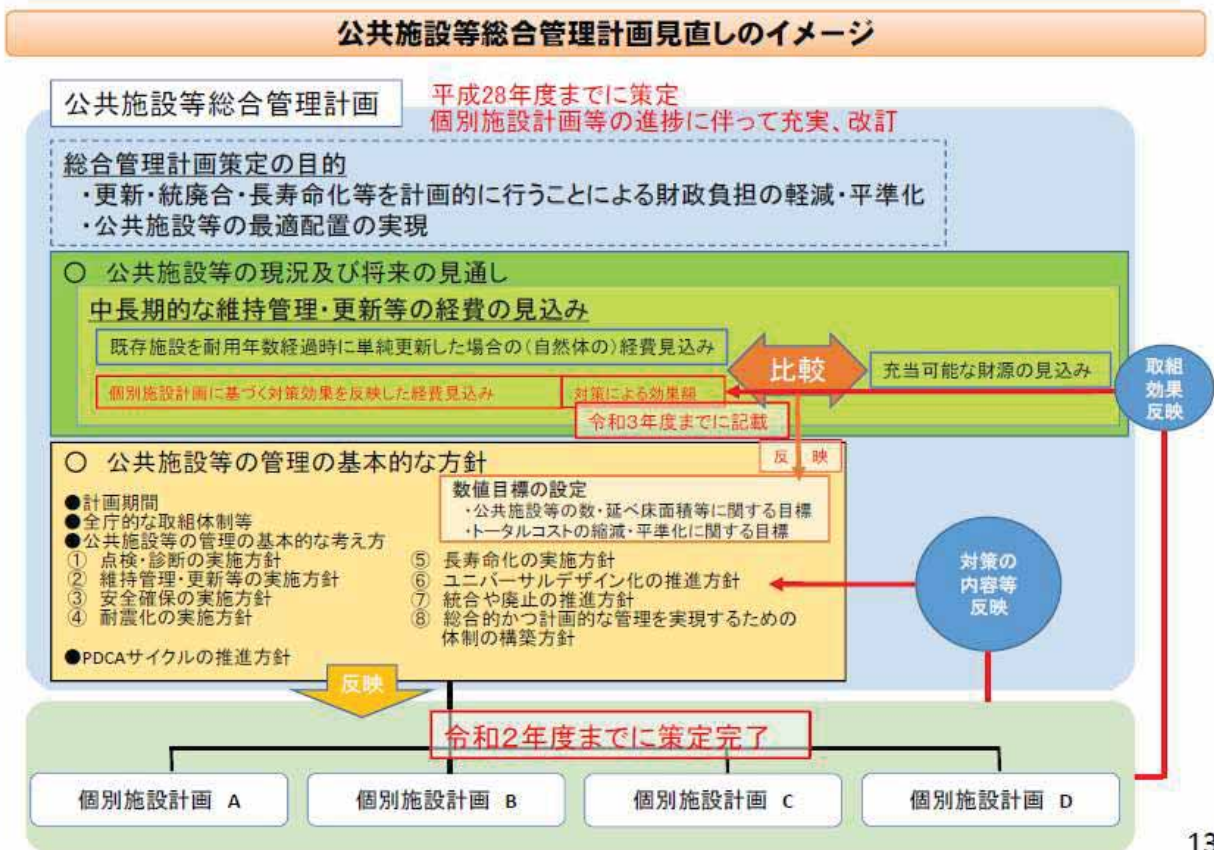 公共施設等総合管理計画見直しのイメージ
公共施設等総合管理計画
平成28年度までに策定
個別施設計画等の進捗に伴って充実、改訂
総合管理計画策定の目的
・更新・統廃合・長寿命化等を計画的に行うことによる財政負担の軽減・平準化
・公共施設等の最適配置の実現
○ 公共施設等の現況及び将来の見通し
中長期的な維持管理・更新等の経費の見込み
既存施設を耐用年数経過時に単純更新した場合の(自然体の)経費見込み
比較
充当可能な財源の見込み
個別施設計画に基づく対策効果を反映した経費見込み
対策による効果額
令和3年度までに記載
取組
効果
反映
○ 公共施設等の管理の基本的な方針
反 映
数値目標の設定
・公共施設等の数・延べ床面積等に関する目標
・トータルコストの縮減・平準化に関する目標
●計画期間
●全庁的な取組体制等
●公共施設等の管理の基本的な考え方
① 点検・診断の実施方針
② 維持管理・更新等の実施方針
③ 安全確保の実施方針
④ 耐震化の実施方針
⑤ 長寿命化の実施方針
⑥ ユニバーサルデザイン化の推進方針
⑦ 統合や廃止の推進方針
⑧ 総合的かつ計画的な管理を実現するための
体制の構築方針
●PDCAサイクルの推進方針
対策の
内容等
反映
反映
令和2年度までに策定完了
個別施設計画 A
個別施設計画 B
個別施設計画 C
個別施設計画 D
13